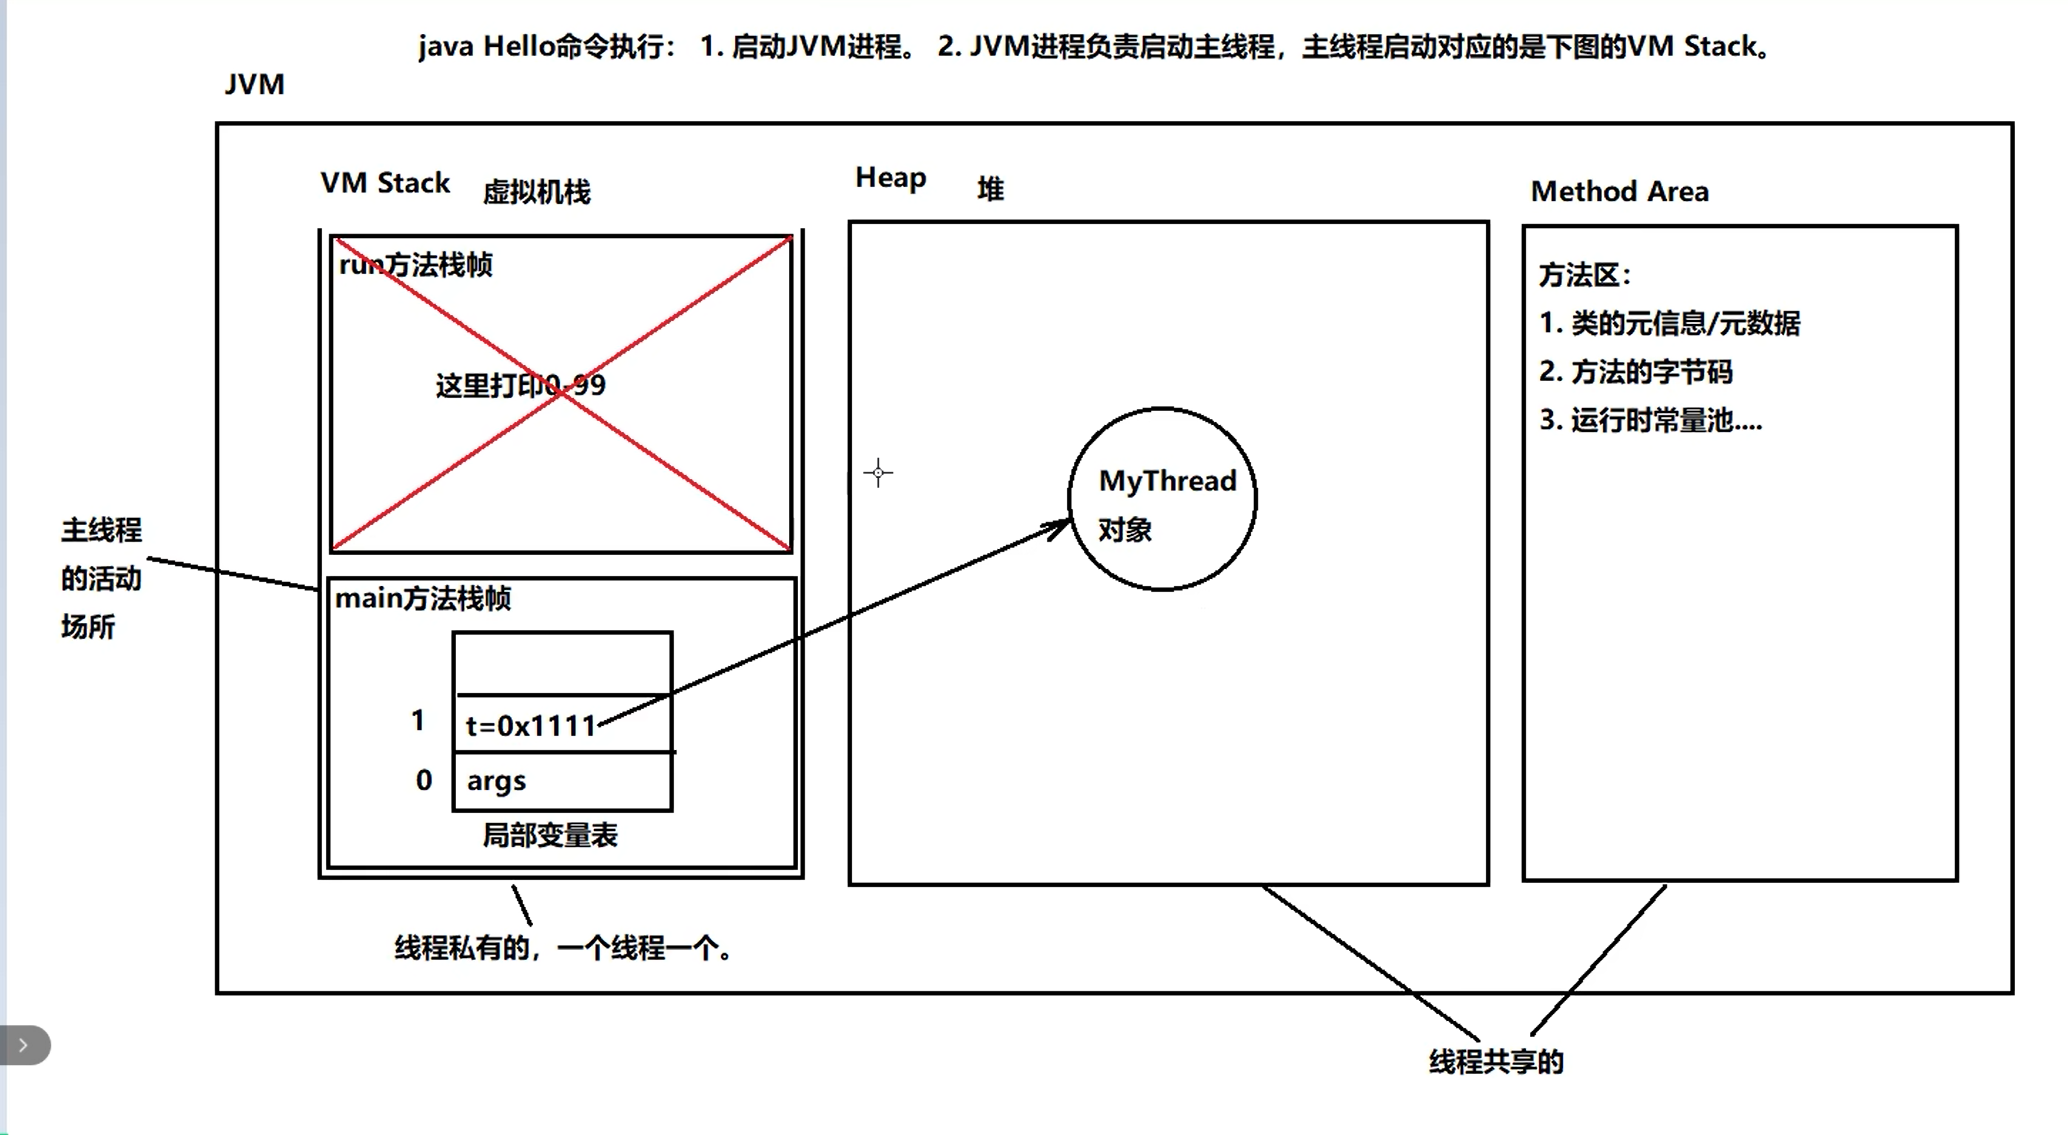 java Hello命令执行： 1. 启动JVM进程。 2. JVM进程负责启动主线程，主线程启动对应的是下图的VM Stack。
JVM
VM Stack 虚拟机栈
run方法栈帧
这里打印0-99
主线程
的活动
场所
main方法栈帧
1 t=0x1111
0 args
局部变量表
线程私有的，一个线程一个。
Heap 堆
MyThread
对象
Method Area
方法区：
1. 类的元信息/元数据
2. 方法的字节码
3. 运行时常量池....
线程共享的